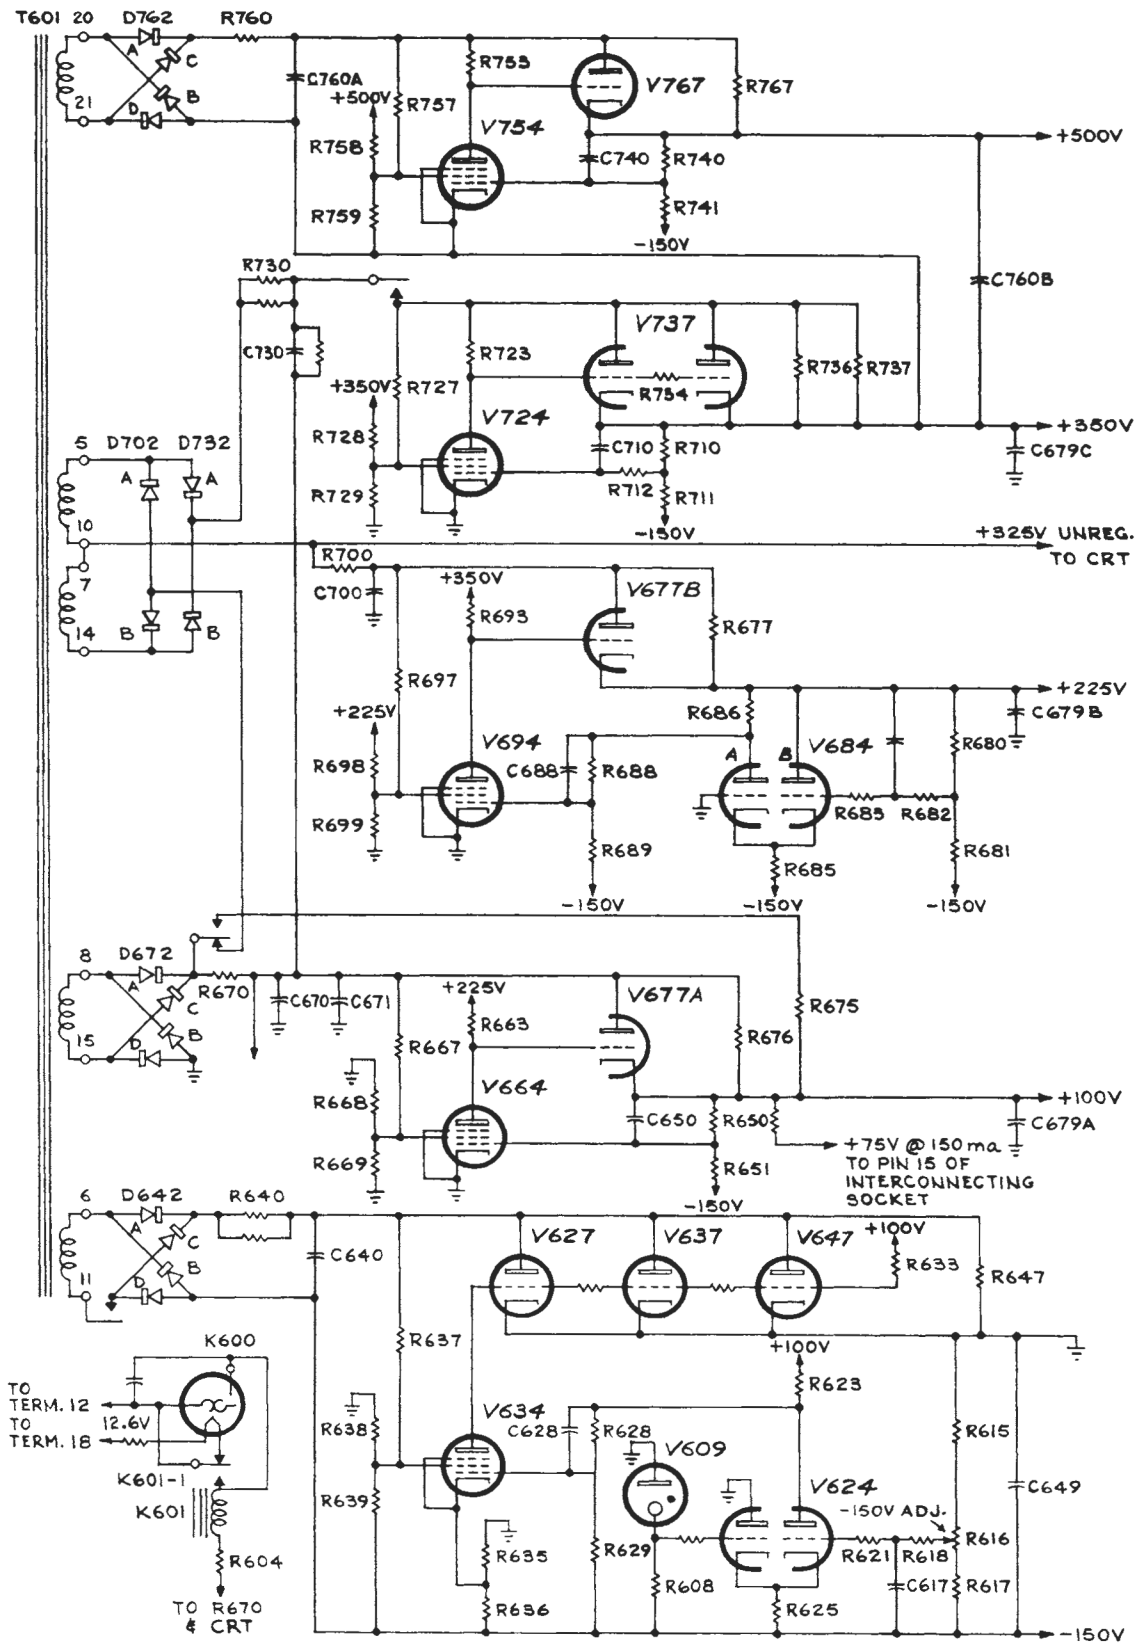 T601 20 D762 R760
A C
B
21 D
C760A
+500V
R757
R753
V767
R767
V754
R758
C740
R740
+500V
R759
R741
-150V
R730
C760B
C730
V737
R723
+350V
R727
R734
R736
R737
V724
+350V
R728
C710
R710
C679C
5 D702 D732
A A
R729
R712
R711
10
-150V
+325V UNREG.
TO CRT
R700
7
C700
+350V
V677B
R693
R677
14 B B
R697
+225V
+225V
R686
C679B
V694
A B V684
R680
R698
C688
R688
R683
R682
R699
R689
R685
R681
-150V
-150V
-150V
8 D672
A C
R670
C670
C671
+225V
V677A
R675
B
R663
R676
15 D
R667
V664
R668
+100V
C650
R650
C679A
+75V @ 150 ma
TO PIN 15 OF
INTERCONNECTING
SOCKET
R669
R651
-150V
6 D642 R640
A C
V627
V637
V647
+100V
C640
R633
B
R647
11 D
R637
K600
+100V
R623
TO
TERM. 12
12.6V
TO
TERM. 18
V634
R638
C628
R628
V609
R615
K601-1
V624
R639
C649
K601
-150V ADJ.
R616
R604
R635
R629
R621
R618
R608
C617
R617
TO R670
& CRT
R636
R625
-150V